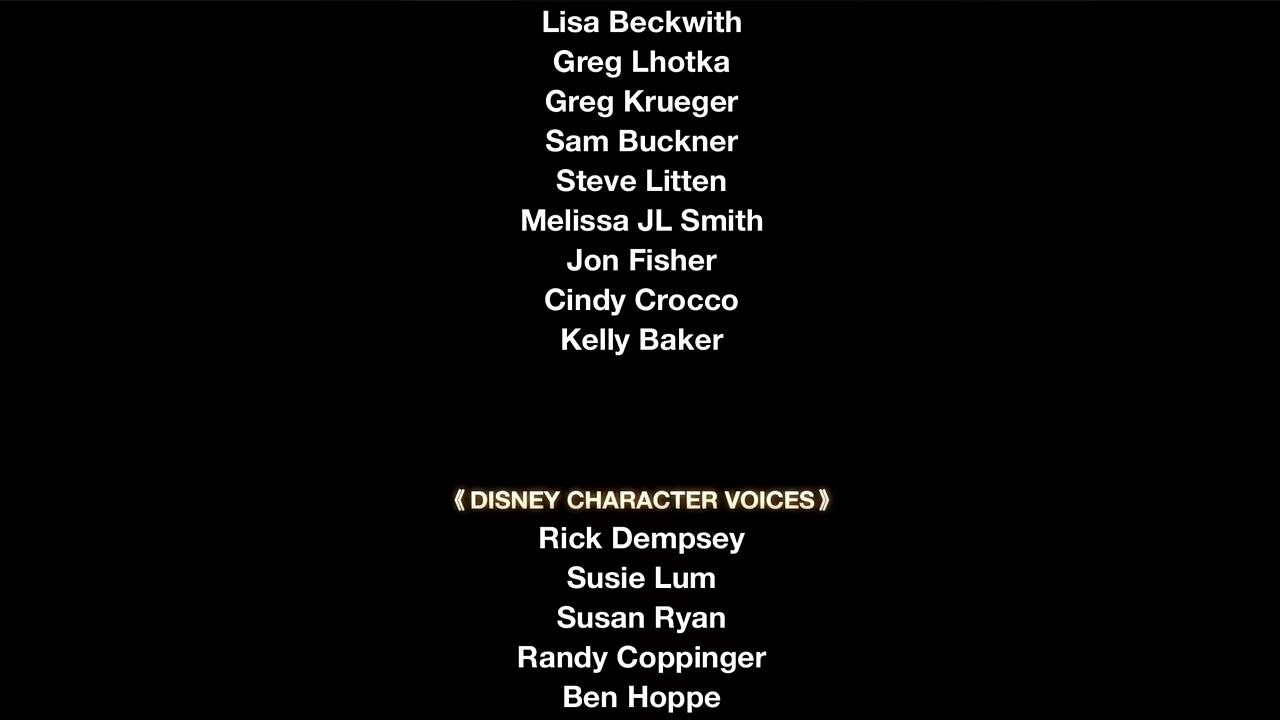 Lisa Beckwith
Greg Lhotka
Greg Krueger
Sam Buckner
Steve Litten
Melissa JL Smith
Jon Fisher
Cindy Crocco
Kelly Baker
《DISNEY CHARACTER VOICES》
Rick Dempsey
Susie Lum
Susan Ryan
Randy Coppinger
Ben Hoppe